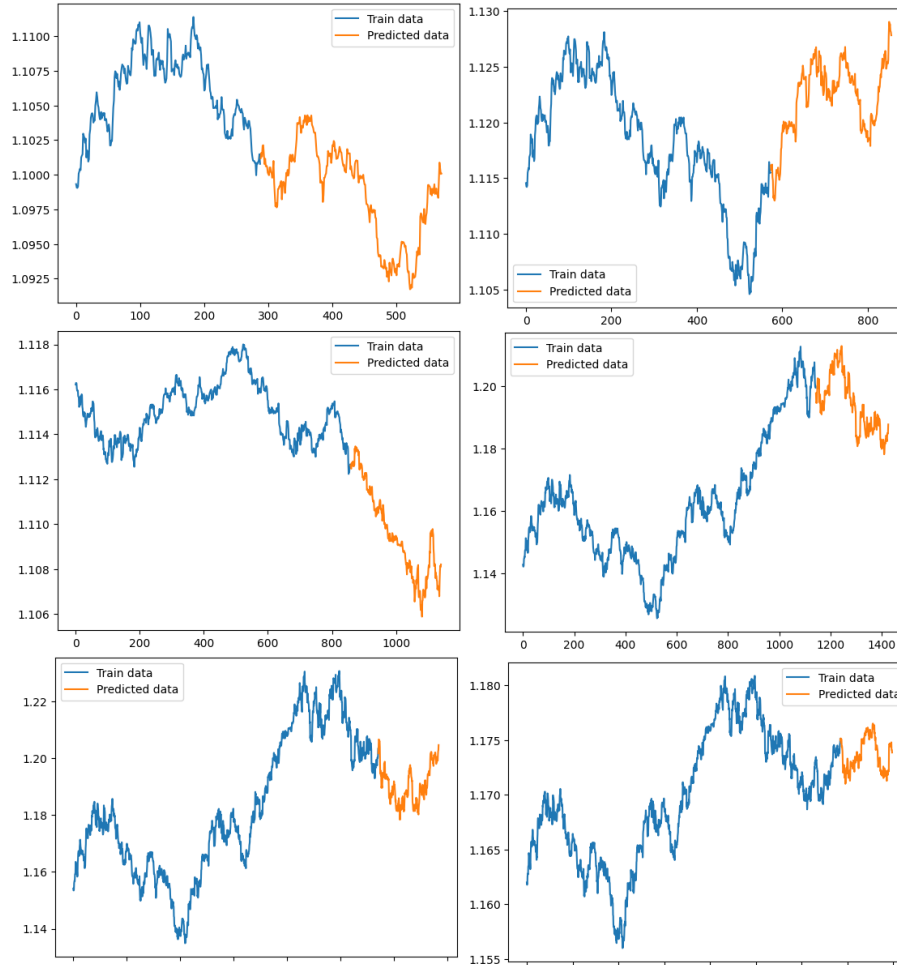 Train data
Predicted data
1.1100
1.1075
1.1050
1.1025
1.1000
1.0975
1.0950
1.0925
0 100 200 300 400 500
1.130
1.125
1.120
1.115
1.110
1.105
Train data
Predicted data
0 200 400 600 800
1.118
1.116
1.114
1.112
1.110
1.108
1.106
Train data
Predicted data
0 200 400 600 800 1000
Train data
Predicted data
1.20
1.18
1.16
1.14
0 200 400 600 800 1000 1200 1400
Train data
Predicted data
1.22
1.20
1.18
1.16
1.14
Train data
Predicted data
1.180
1.175
1.170
1.165
1.160
1.155